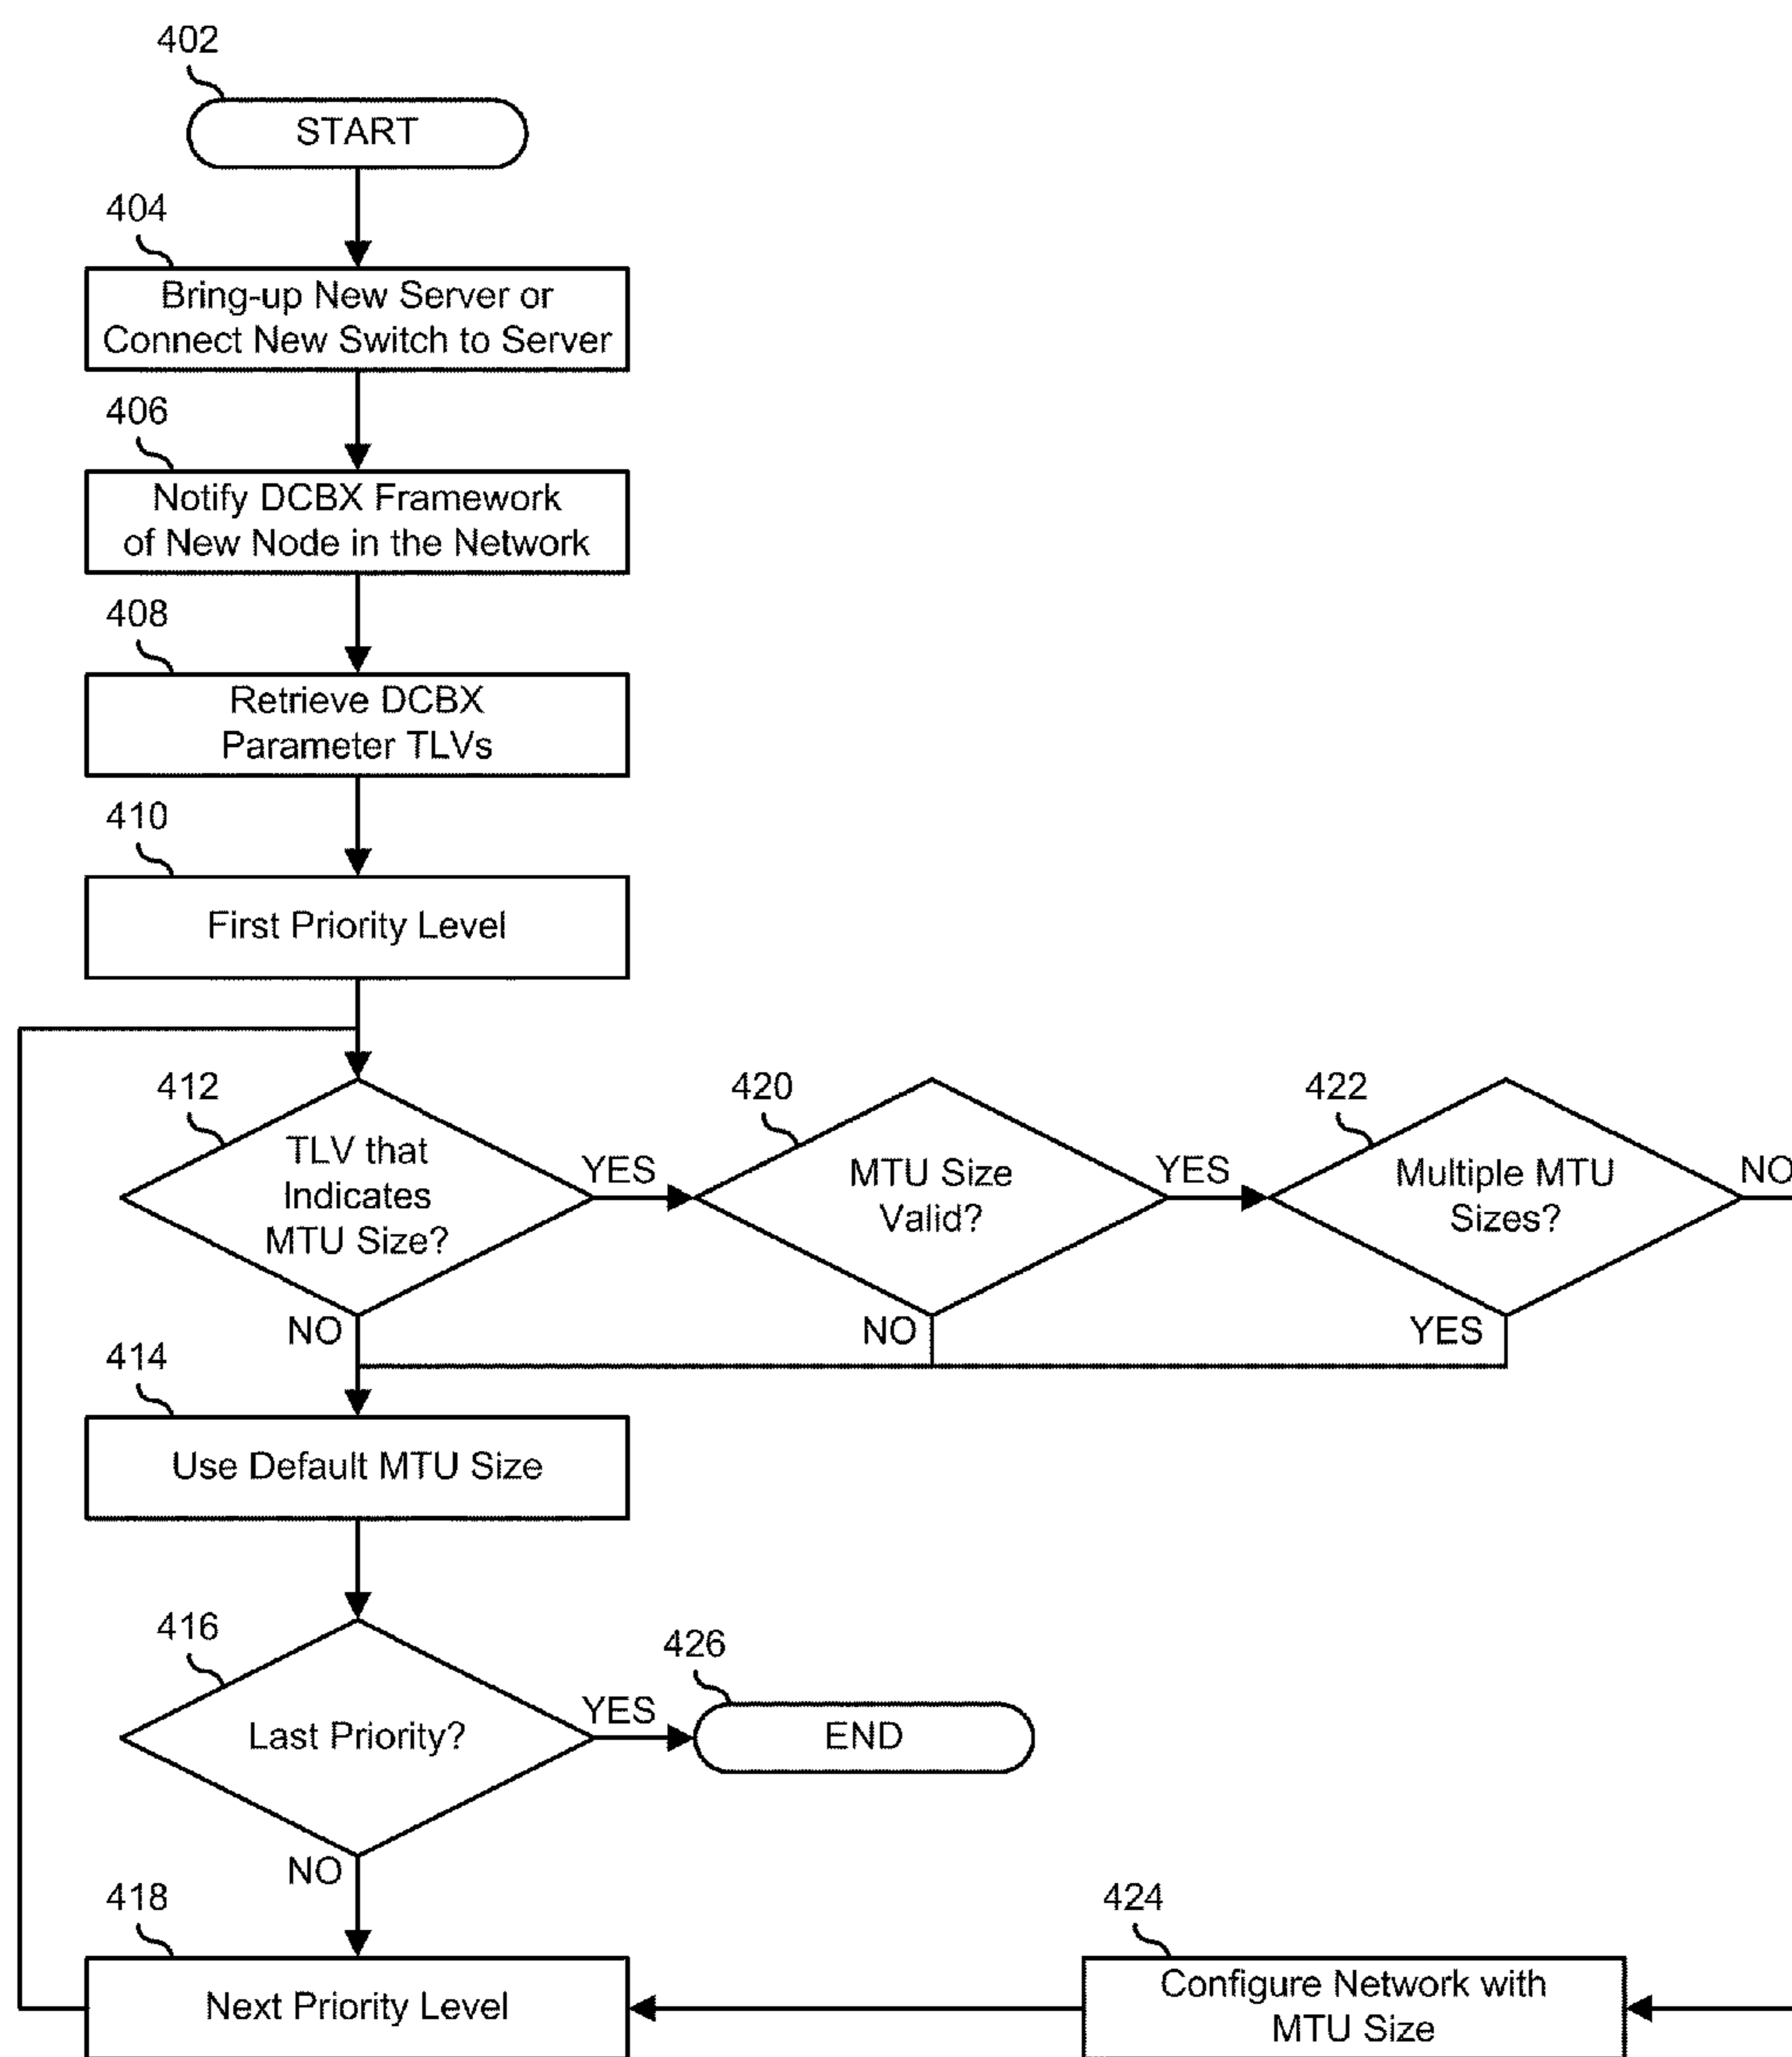 402
START
404
Bring-up New Server or
Connect New Switch to Server
406
Notify DCBX Framework
of New Node in the Network
408
Retrieve DCBX
Parameter TLVs
410
First Priority Level
412
TLV that
Indicates
MTU Size?
YES
NO
420
MTU Size
Valid?
YES
NO
422
Multiple MTU
Sizes?
NO
YES
414
Use Default MTU Size
416
Last Priority?
YES
NO
426
END
418
Next Priority Level
424
Configure Network with
MTU Size